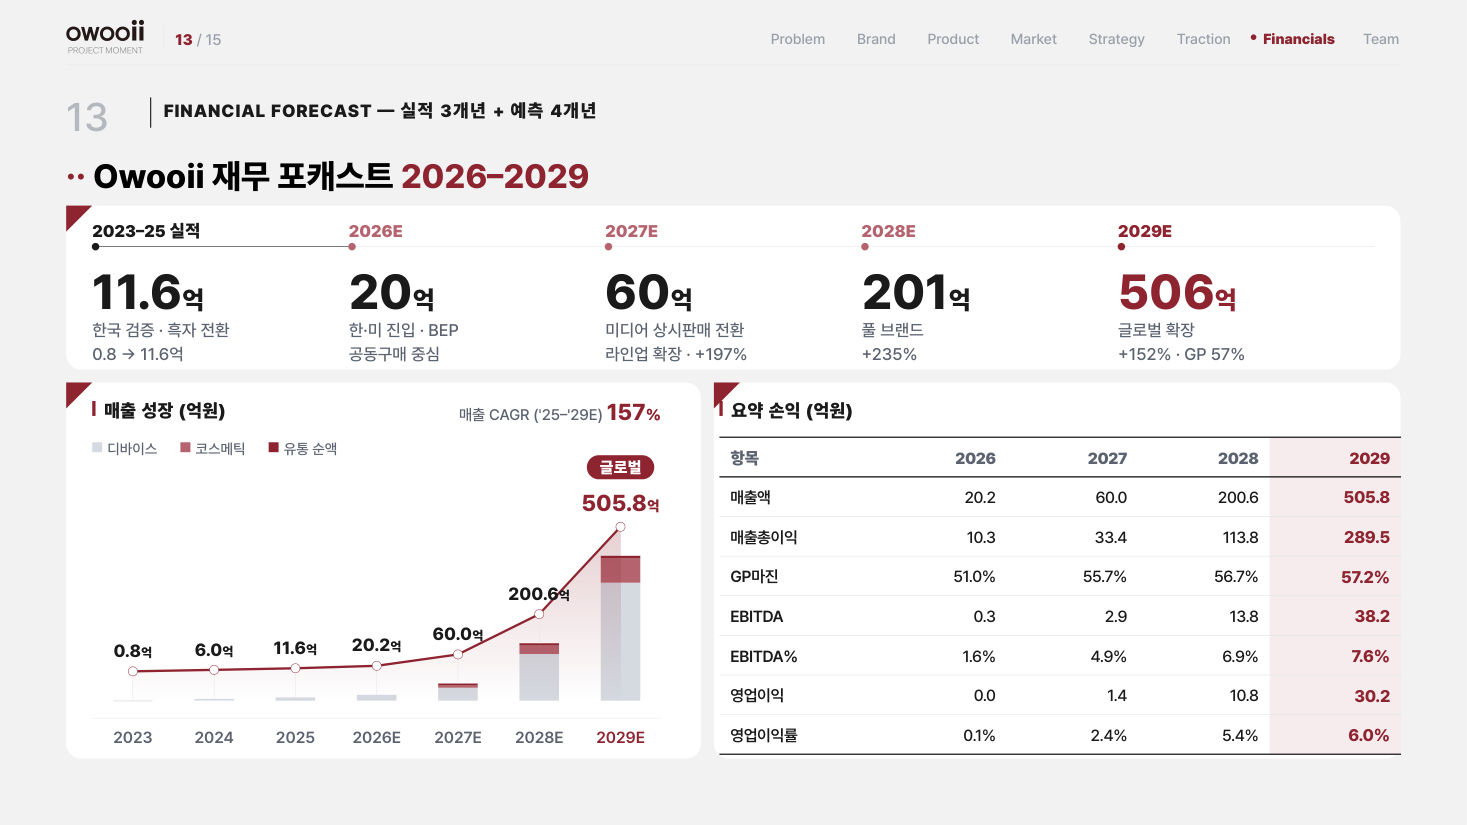 owooii
PROJECT MOMENT
13 / 15
Problem Brand Product Market Strategy Traction • Financials Team
13
FINANCIAL FORECAST — 실적 3개년 + 예측 4개년
Owooii 재무 포캐스트 2026–2029
2023–25 실적 2026E 2027E 2028E 2029E
11.6억 20억 60억 201억 506억
한국 검증 · 흑자 전환 한·미 진입 · BEP 미디어 상시판매 전환 풀 브랜드 글로벌 확장
0.8 → 11.6억 공동구매 중심 라인업 확장 · +197% +235% +152% · GP 57%
매출 성장 (억원)
매출 CAGR ('25–'29E) 157%
디바이스 코스메틱 유통 순액
글로벌
505.8억
200.6억
60.0억
20.2억
11.6억
6.0억
0.8억
2023 2024 2025 2026E 2027E 2028E 2029E
요약 손익 (억원)
항목 2026 2027 2028 2029
매출액 20.2 60.0 200.6 505.8
매출총이익 10.3 33.4 113.8 289.5
GP마진 51.0% 55.7% 56.7% 57.2%
EBITDA 0.3 2.9 13.8 38.2
EBITDA% 1.6% 4.9% 6.9% 7.6%
영업이익 0.0 1.4 10.8 30.2
영업이익률 0.1% 2.4% 5.4% 6.0%